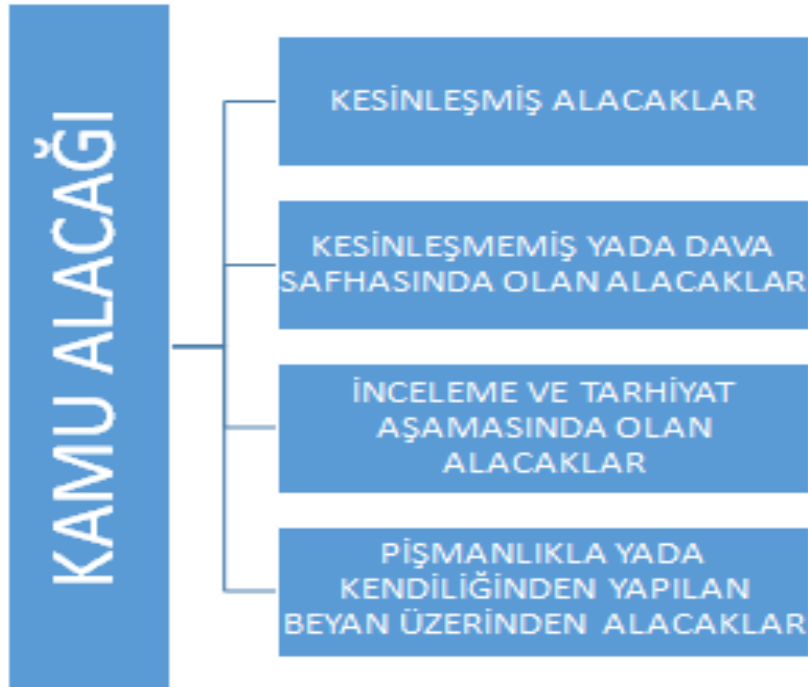 KAMU ALACAĞI
KESİNLEŞMİŞ ALACAKLAR
KESİNLEŞMEMİŞ YADA DAVA
SAFHASINDA OLAN ALACAKLAR
İNCELEME VE TARHİYAT
AŞAMASINDA OLAN
ALACAKLAR
PİŞMANLIKLA YADA
KENDİLİĞİNDEN YAPILAN
BEYAN ÜZERİNDEN ALACAKLAR